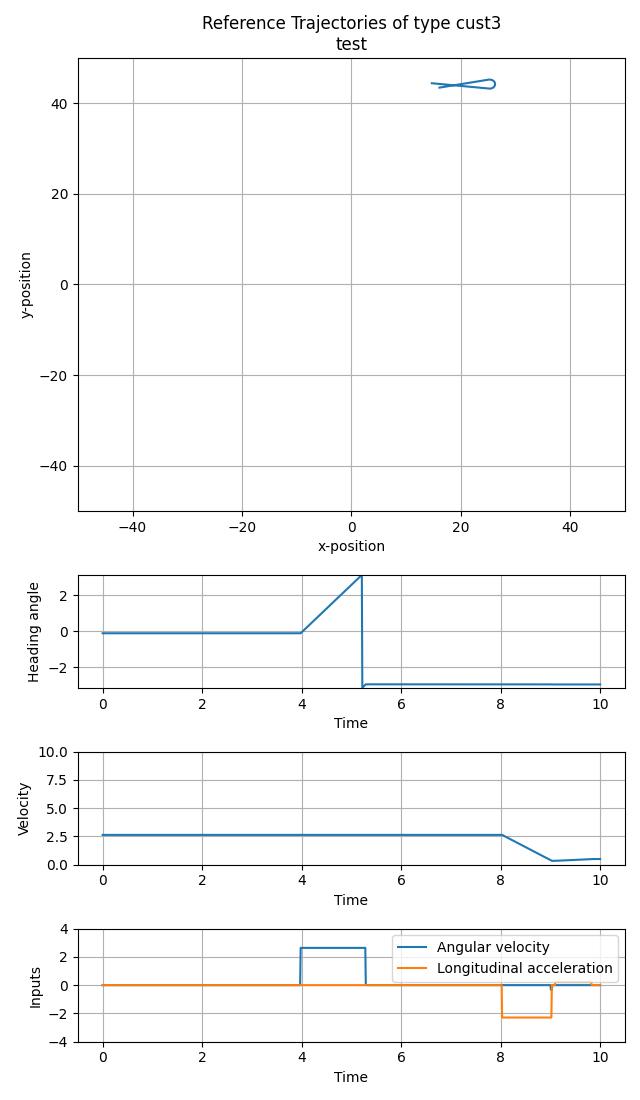 Reference Trajectories of type cust3
test
40
20
0
−20
−40
y-position
−40 −20 0 20 40
x-position
2
0
−2
Heading angle
0 2 4 6 8 10
Time
10.0
7.5
5.0
2.5
0.0
Velocity
0 2 4 6 8 10
Time
4
2
0
−2
−4
Inputs
Angular velocity
Longitudinal acceleration
0 2 4 6 8 10
Time